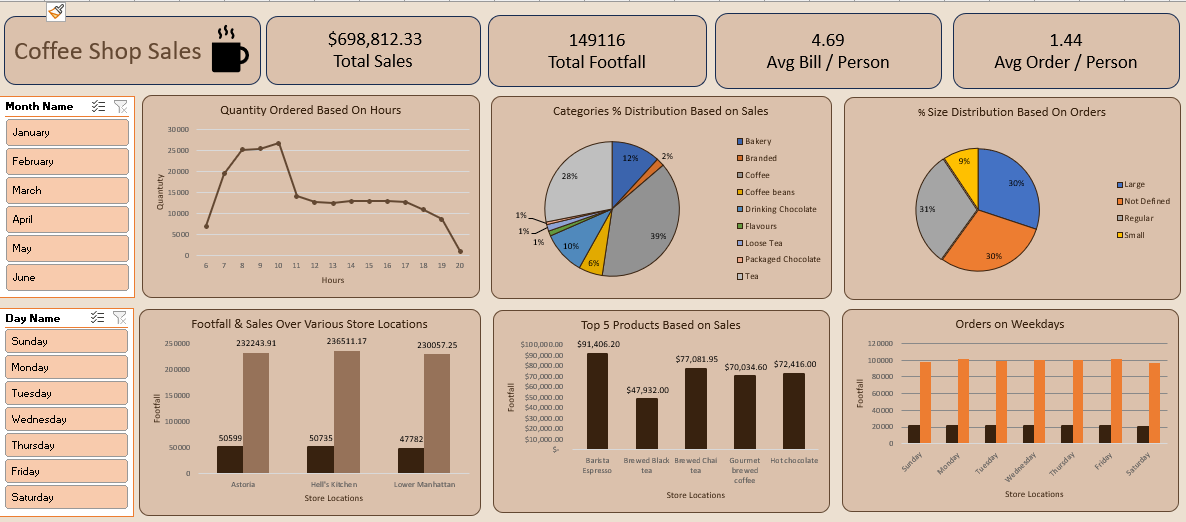 Coffee Shop Sales
$698,812.33
Total Sales
149116
Total Footfall
4.69
Avg Bill / Person
1.44
Avg Order / Person
Month Name
January
February
March
April
May
June
Quantity Ordered Based On Hours
30000
25000
20000
15000
10000
5000
0
Quantuty
6 7 8 9 10 11 12 13 14 15 16 17 18 19 20
Hours
Categories % Distribution Based on Sales
12%
2%
39%
6%
10%
1%
1%
1%
28%
Bakery
Branded
Coffee
Coffee beans
Drinking Chocolate
Flavours
Loose Tea
Packaged Chocolate
Tea
% Size Distribution Based On Orders
30%
30%
31%
9%
Large
Not Defined
Regular
Small
Day Name
Sunday
Monday
Tuesday
Wednesday
Thursday
Friday
Saturday
Footfall & Sales Over Various Store Locations
250000
200000
150000
100000
50000
0
Footfall
232243.91
236511.17
230057.25
50599
50735
47782
Astoria
Hell's Kitchen
Lower Manhattan
Store Locations
Top 5 Products Based on Sales
$100,000.00
$90,000.00
$80,000.00
$70,000.00
$60,000.00
$50,000.00
$40,000.00
$30,000.00
$20,000.00
$10,000.00
$-
Footfall
$91,406.20
$47,932.00
$77,081.95
$70,034.60
$72,416.00
Barista
Espresso
Brewed Black
tea
Brewed Chai
tea
Gourmet
brewed
coffee
Hot chocolate
Store Locations
Orders on Weekdays
120000
100000
80000
60000
40000
20000
0
Footfall
Sunday
Monday
Tuesday
Wednesday
Thursday
Friday
Saturday
Store Locations